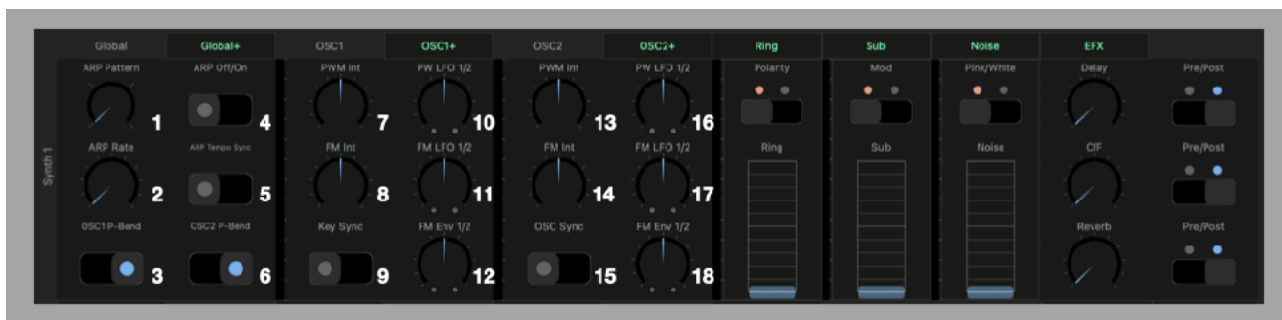 Global Global+ OSC1 OSC1+ OSC2 OSC2+ Ring Sub Noise EFX
ARP Pattern ARP Off/On PWM Int PW LFO 1/2 PWM Int PW LFO 1/2 Polarity Mod Pink/White Delay Pre/Post
1 4 7 10 13 16
ARP Rate ARP Tempo Sync FM Int FM LFO 1/2 FM Int FM LFO 1/2 Ring Sub Noise C/F Pre/Post
Synth 1
2 5 8 11 14 17
OSC1 P-Bend OSC2 P-Bend Key Sync FM Env 1/2 OSC Sync FM Env 1/2 Reverb Pre/Post
3 6 9 12 15 18